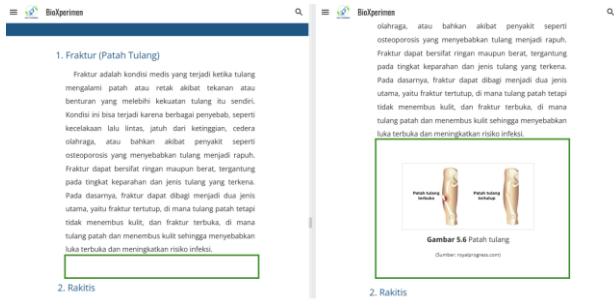 BioXperimen
1. Fraktur (Patah Tulang)
Fraktur adalah kondisi medis yang terjadi ketika tulang
mengalami patah atau retak akibat tekanan atau
benturan yang melebihi kekuatan tulang itu sendiri.
Kondisi ini bisa terjadi karena berbagai penyebab, seperti
kecelakaan lalu lintas, jatuh dari ketinggian, cedera
olahraga, atau bahkan akibat penyakit seperti
osteoporosis yang menyebabkan tulang menjadi rapuh.
Fraktur dapat bersifat ringan maupun berat, tergantung
pada tingkat keparahan dan jenis tulang yang terkena.
Pada dasarnya, fraktur dapat dibagi menjadi dua jenis
utama, yaitu fraktur tertutup, di mana tulang patah tetapi
tidak menembus kulit, dan fraktur terbuka, di mana
tulang patah dan menembus kulit sehingga menyebabkan
luka terbuka dan meningkatkan risiko infeksi.
2. Rakitis
BioXperimen
olahraga, atau bahkan akibat penyakit seperti
osteoporosis yang menyebabkan tulang menjadi rapuh.
Fraktur dapat bersifat ringan maupun berat, tergantung
pada tingkat keparahan dan jenis tulang yang terkena.
Pada dasarnya, fraktur dapat dibagi menjadi dua jenis
utama, yaitu fraktur tertutup, di mana tulang patah tetapi
tidak menembus kulit, dan fraktur terbuka, di mana
tulang patah dan menembus kulit sehingga menyebabkan
luka terbuka dan meningkatkan risiko infeksi.
Patah tulang
terbuka
Patah tulang
tertutup
Gambar 5.6 Patah tulang
(Sumber: royalprogress.com)
2. Rakitis